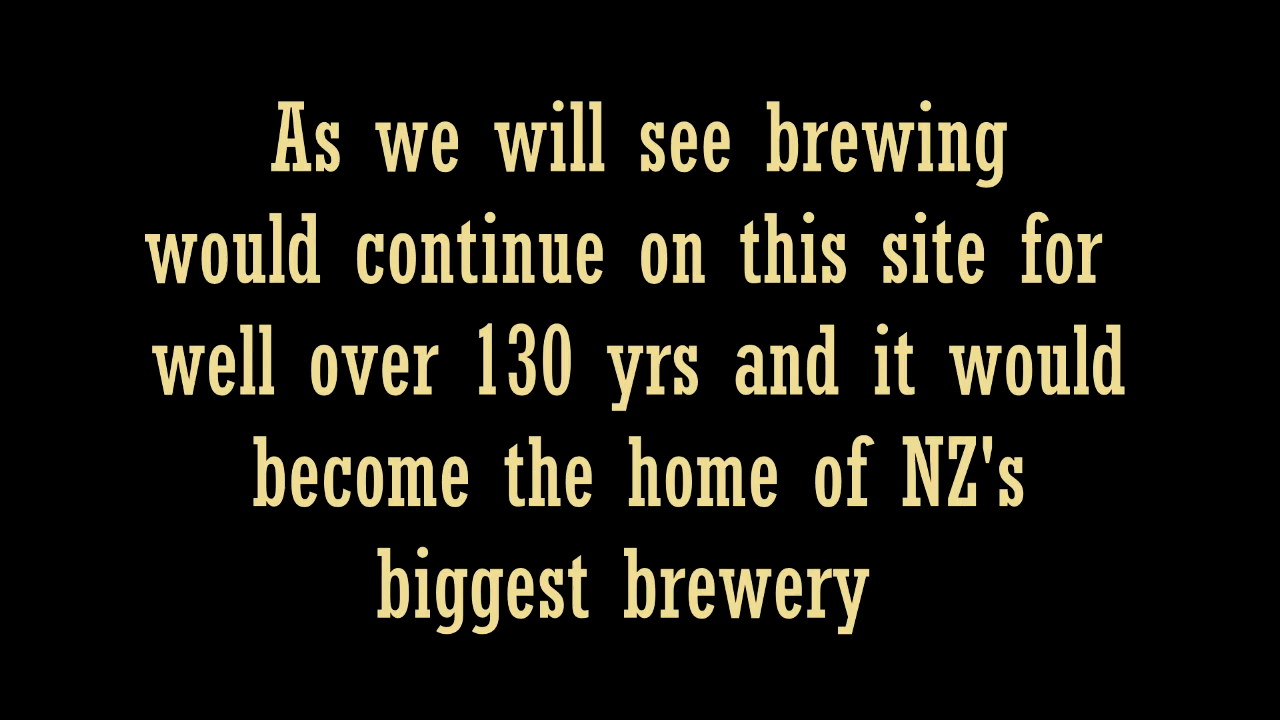 As we will see brewing
would continue on this site for
well over 130 yrs and it would
become the home of NZ's
biggest brewery